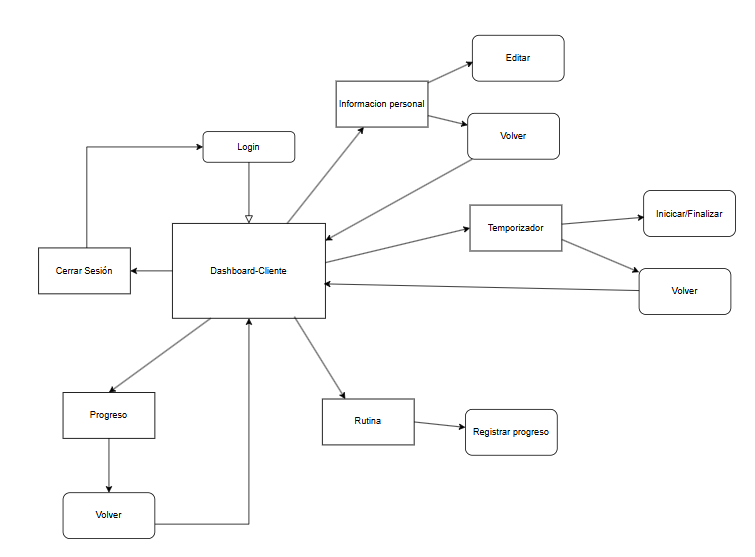 Editar
Informacion personal
Volver
Login
Inicicar/Finalizar
Temporizador
Cerrar Sesión
Dashboard-Cliente
Volver
Progreso
Rutina
Registrar progreso
Volver